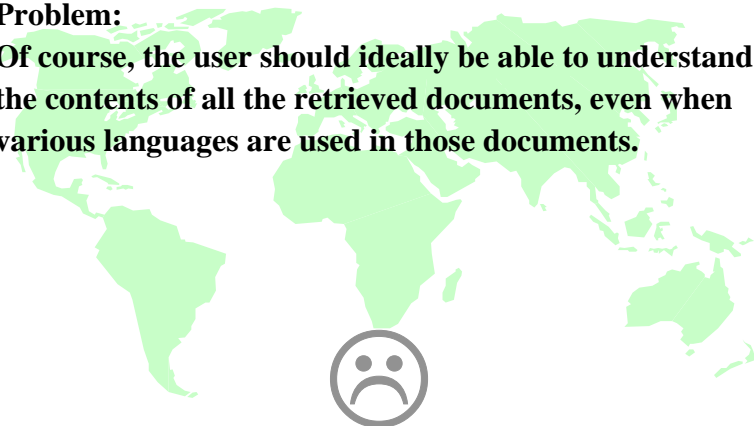 Problem:
Of course, the user should ideally be able to understand
the contents of all the retrieved documents, even when
various languages are used in those documents.